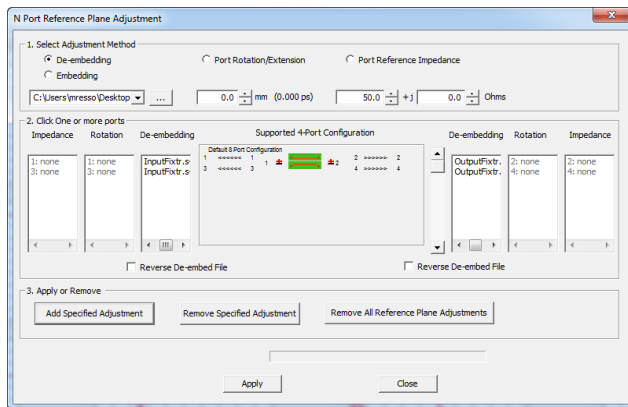 N Port Reference Plane Adjustment
1. Select Adjustment Method
De-embedding
Port Rotation/Extension
Port Reference Impedance
Embedding
C:\Users\mresso\Desktop
...
0.0 mm (0.000 ps)
50.0 +j 0.0 Ohms
2. Click One or more ports
Impedance Rotation De-embedding Supported 4-Port Configuration De-embedding Rotation Impedance
1: none
3: none
1: none
3: none
InputFixtr.s
InputFixtr.s
Default 8 Port Configuration
1 <<<<<< 1 1 2 2 >>>>>> 2
3 <<<<<< 3 4 >>>>>> 4
OutputFixtr.
OutputFixtr.
2: none
4: none
2: none
4: none
Reverse De-embed File
Reverse De-embed File
3. Apply or Remove
Add Specified Adjustment
Remove Specified Adjustment
Remove All Reference Plane Adjustments
Apply
Close